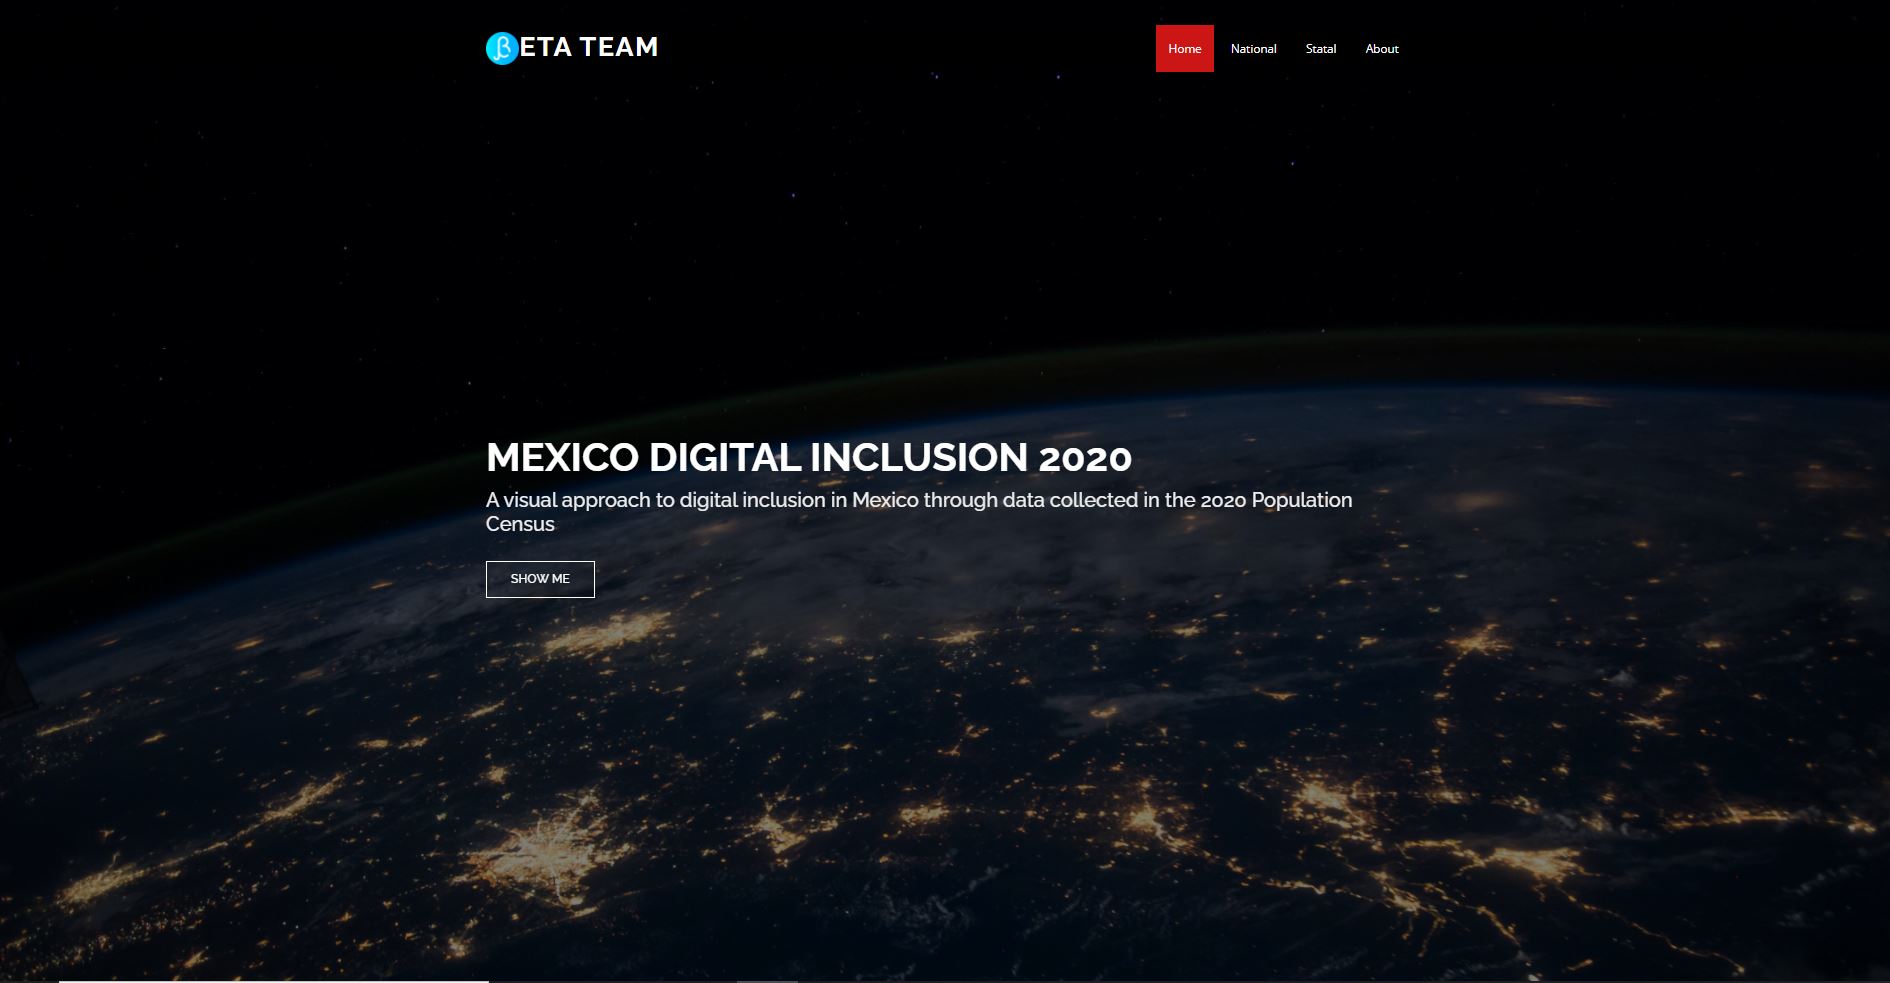 βETA TEAM
Home
National
Statal
About
MEXICO DIGITAL INCLUSION 2020
A visual approach to digital inclusion in Mexico through data collected in the 2020 Population
Census
SHOW ME